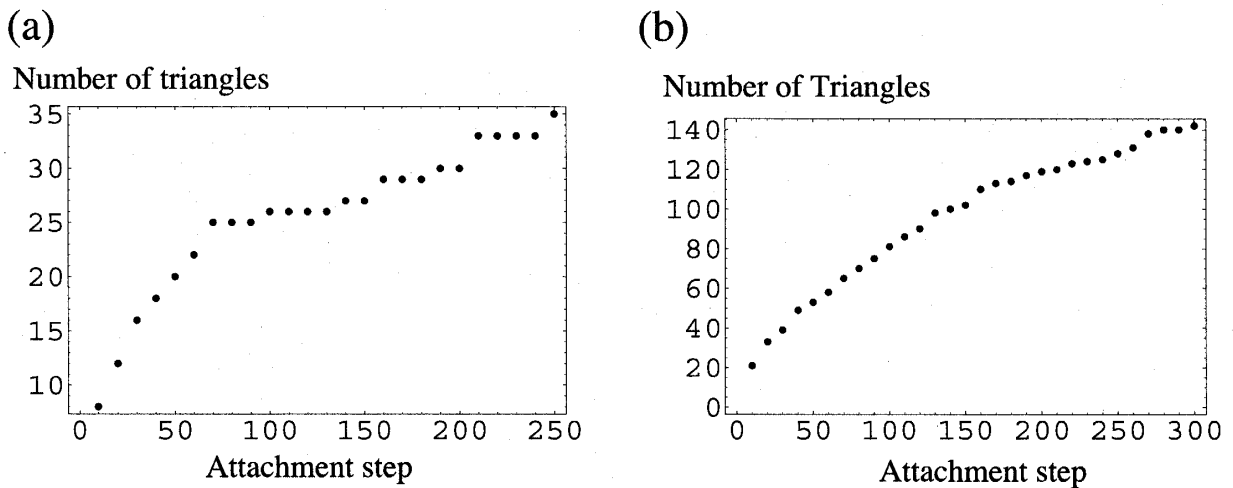 (a)
Number of triangles
35
30
25
20
15
10
0 50 100 150 200 250
Attachment step
(b)
Number of Triangles
140
120
100
80
60
40
20
0
0 50 100 150 200 250 300
Attachment step